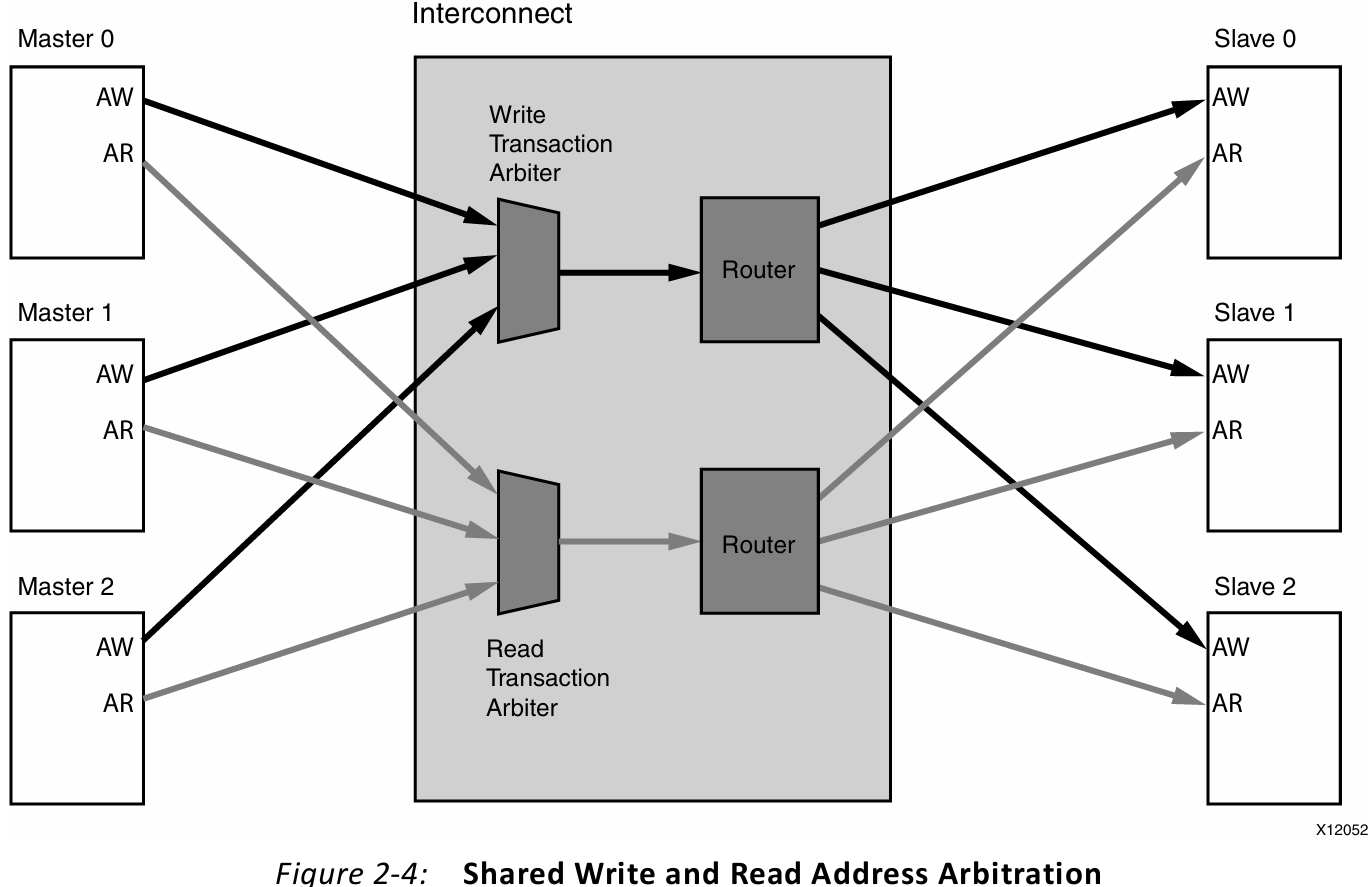 Interconnect
Master 0
AW
AR
Master 1
AW
AR
Master 2
AW
AR
Write
Transaction
Arbiter
Router
Router
Read
Transaction
Arbiter
Slave 0
AW
AR
Slave 1
AW
AR
Slave 2
AW
AR
X12052
Figure 2-4: Shared Write and Read Address Arbitration